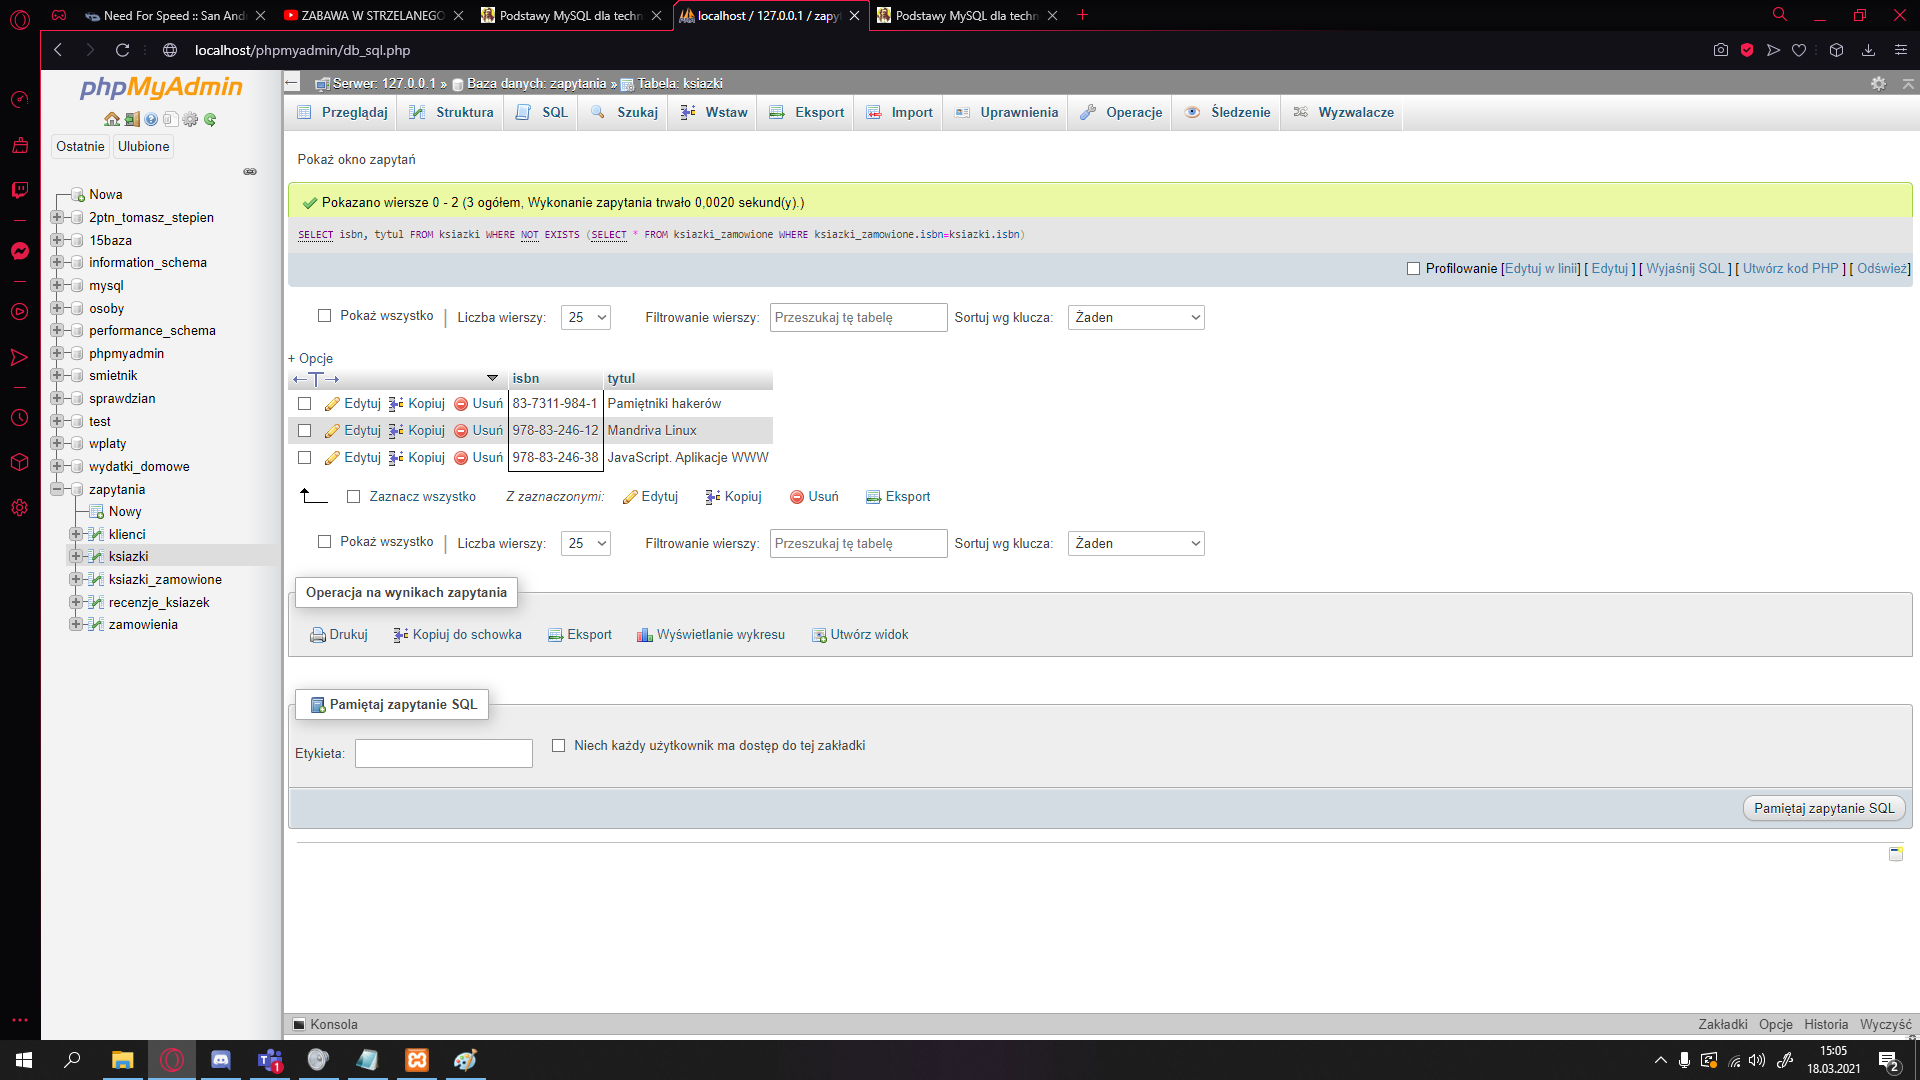 Need For Speed :: San And
ZABAWA W STRZELANEGO
Podstawy MySQL dla techn
localhost / 127.0.0.1 / zapyt
Podstawy MySQL dla techn
localhost/phpmyadmin/db_sql.php
phpMyAdmin
Ostatnie
Ulubione
Nowa
2ptn_tomasz_stepien
15baza
information_schema
mysql
osoby
performance_schema
phpmyadmin
smietnik
sprawdzian
test
wplaty
wydatki_domowe
zapytania
Nowy
klienci
ksiazki
ksiazki_zamowione
recenzje_ksiazek
zamowienia
Serwer: 127.0.0.1 » Baza danych: zapytania » Tabela: ksiazki
Przeglądaj Struktura SQL Szukaj Wstaw Eksport Import Uprawnienia Operacje Śledzenie Wyzwalacze
Pokaż okno zapytań
Pokazano wiersze 0 - 2 (3 ogółem, Wykonanie zapytania trwało 0,0020 sekund(y).)
SELECT isbn, tytul FROM ksiazki WHERE NOT EXISTS (SELECT * FROM ksiazki_zamowione WHERE ksiazki_zamowione.isbn=ksiazki.isbn)
Profilowanie [Edytuj w linii] [ Edytuj ] [ Wyjaśnij SQL ] [ Utwórz kod PHP ] [ Odśwież]
Pokaż wszystko | Liczba wierszy: 25 Filtrowanie wierszy: Przeszukaj tę tabelę Sortuj wg klucza: Żaden
+ Opcje
←T→ isbn tytul
Edytuj Kopiuj Usuń 83-7311-984-1 Pamiętniki hakerów
Edytuj Kopiuj Usuń 978-83-246-12 Mandriva Linux
Edytuj Kopiuj Usuń 978-83-246-38 JavaScript. Aplikacje WWW
Zaznacz wszystko Z zaznaczonymi: Edytuj Kopiuj Usuń Eksport
Pokaż wszystko | Liczba wierszy: 25 Filtrowanie wierszy: Przeszukaj tę tabelę Sortuj wg klucza: Żaden
Operacja na wynikach zapytania
Drukuj Kopiuj do schowka Eksport Wyświetlanie wykresu Utwórz widok
Pamiętaj zapytanie SQL
Etykieta: Niech każdy użytkownik ma dostęp do tej zakładki
Pamiętaj zapytanie SQL
Konsola Zakładki Opcje Historia Wyczyść
1
15:05
18.03.2021
2